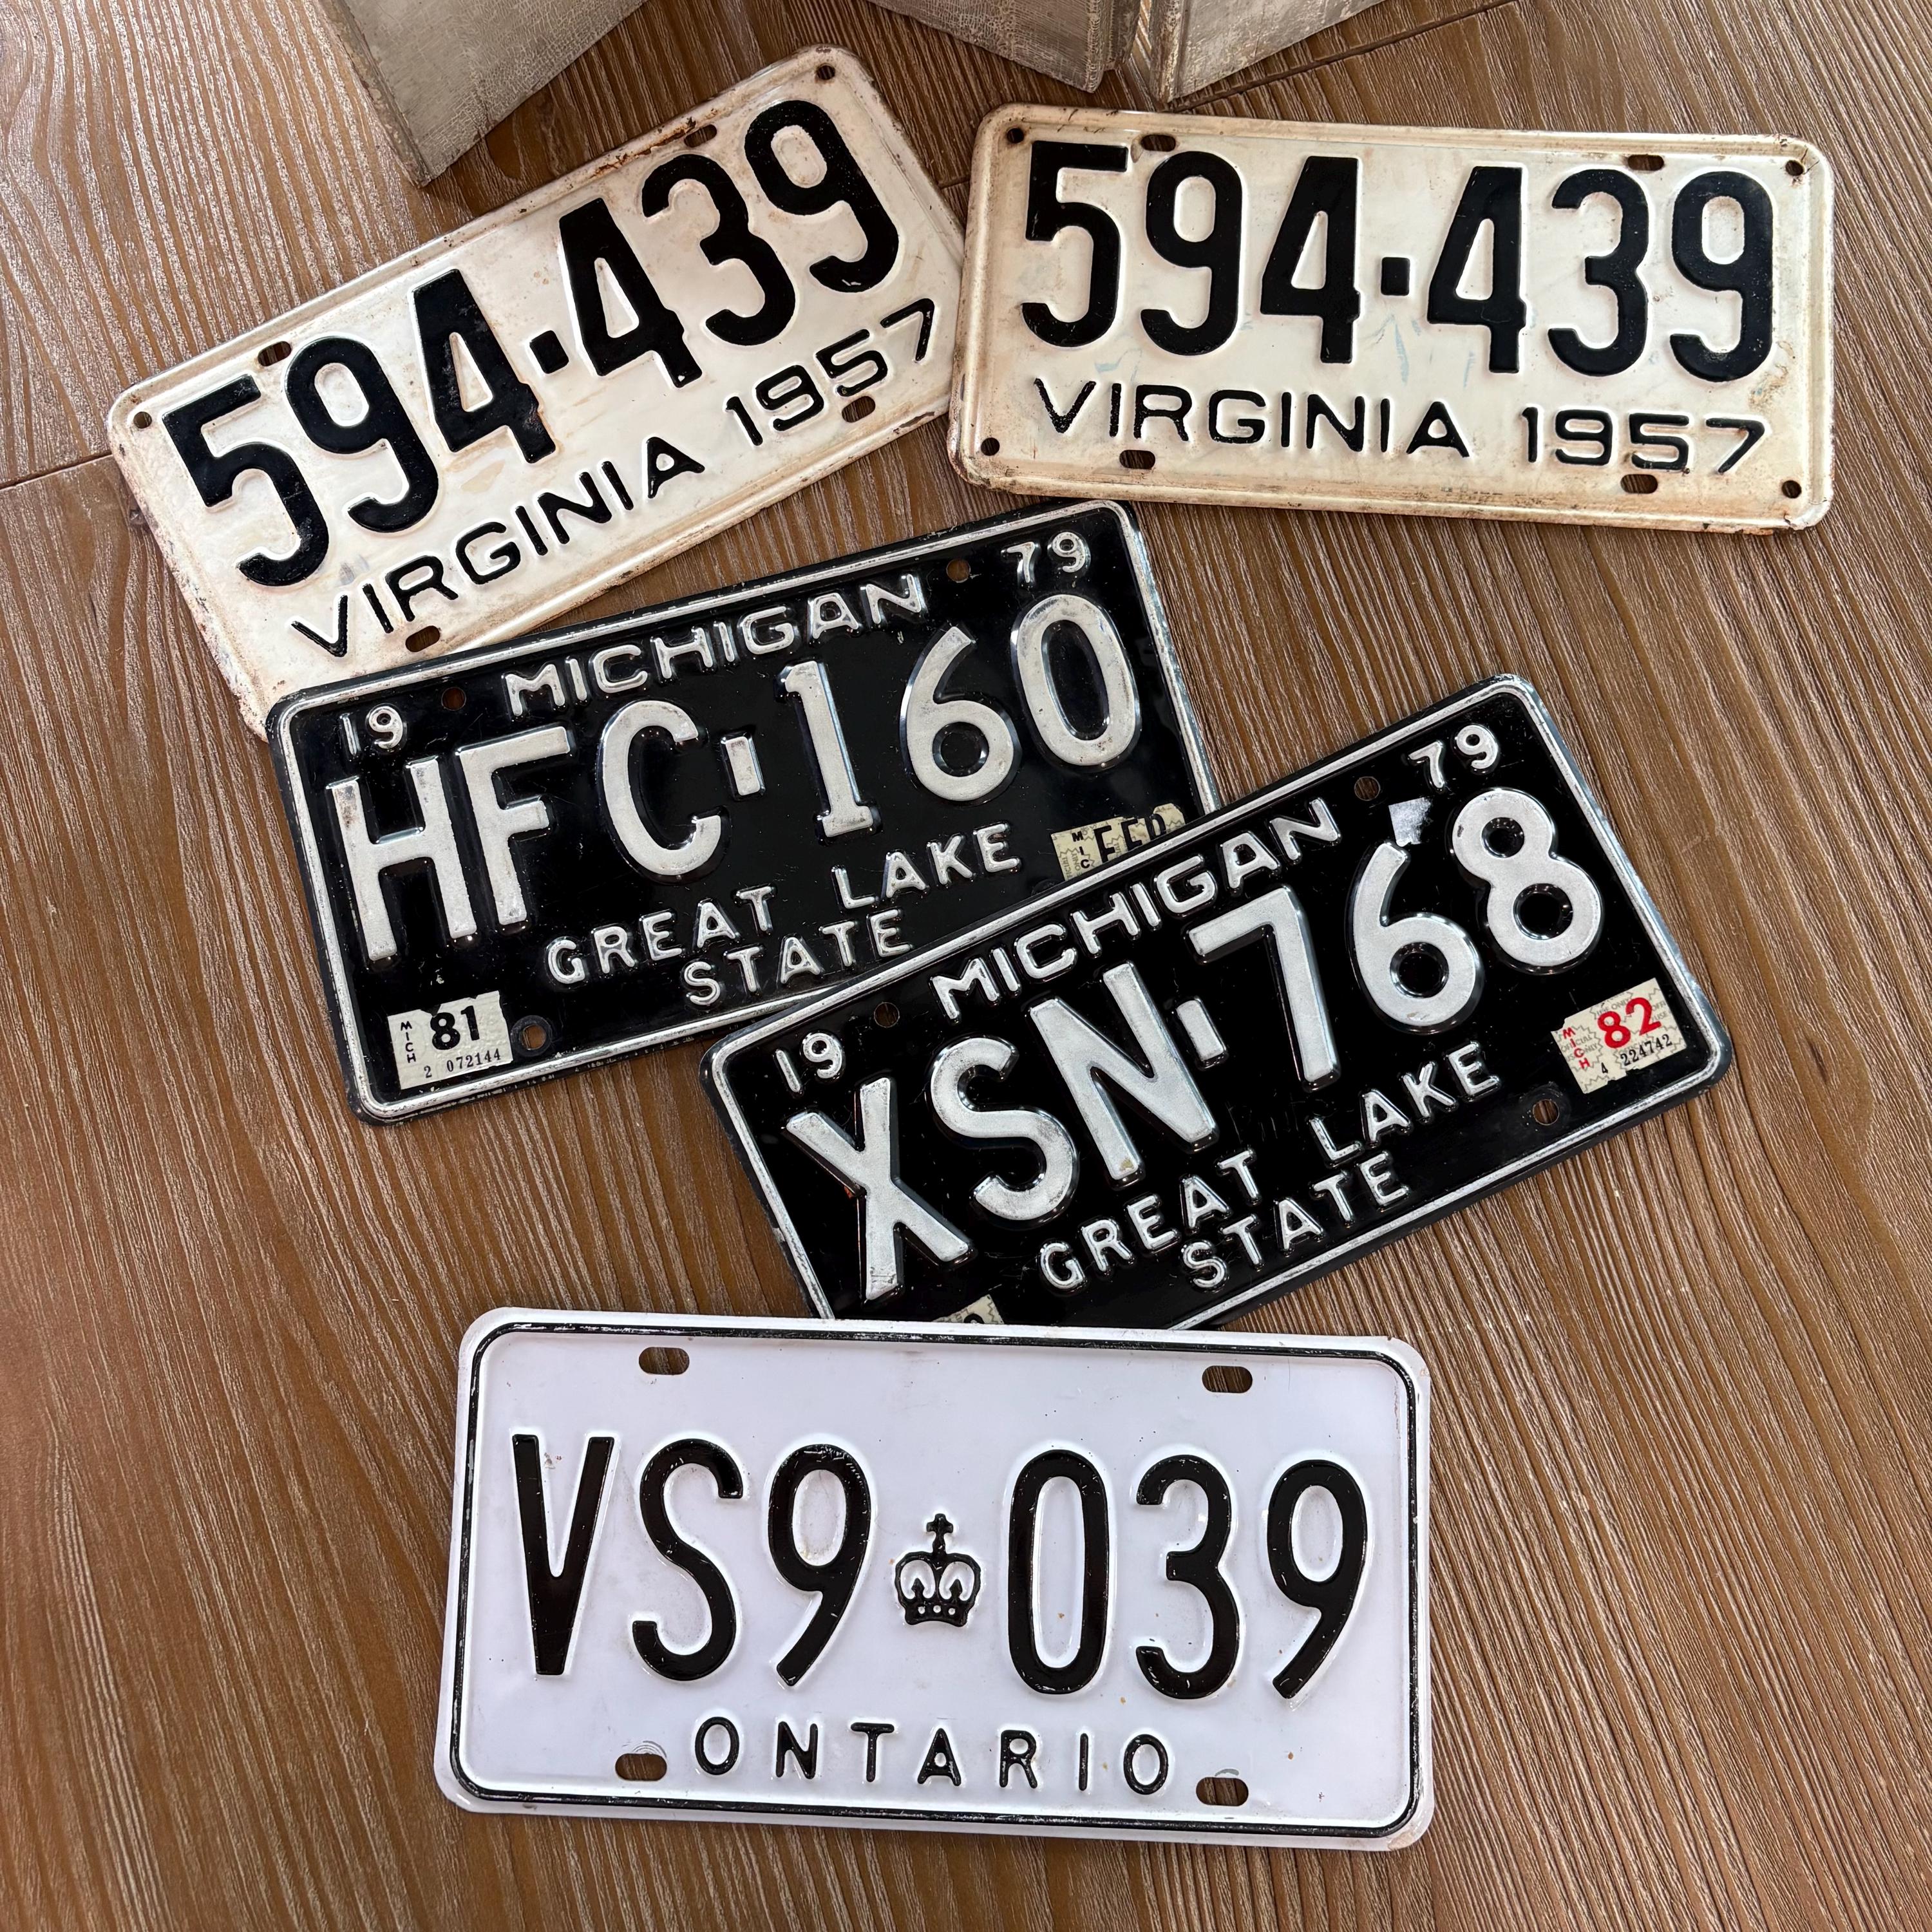 594-439
VIRGINIA 1957
594-439
VIRGINIA 1957
MICHIGAN
19 79
HFC-160
GREAT LAKE
STATE
MICH 81
2 072144
MICHIGAN
19 79
XSN-768
GREAT LAKE
STATE
MICH 82
4 224742
VS9 039
ONTARIO